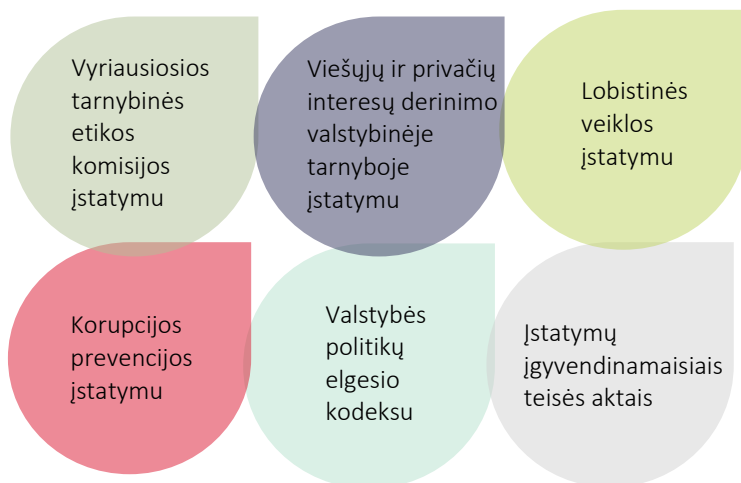 Vyriausiosios
tarnybinės
etikos
komisijos
įstatymu
Viešųjų ir privačių
interesų derinimo
valstybinėje
tarnyboje
įstatymu
Lobistinės
veiklos
įstatymu
Korupcijos
prevencijos
įstatymu
Valstybės
politikų
elgesio
kodeksu
Įstatymų
įgyvendinamaisiais
teisės aktais